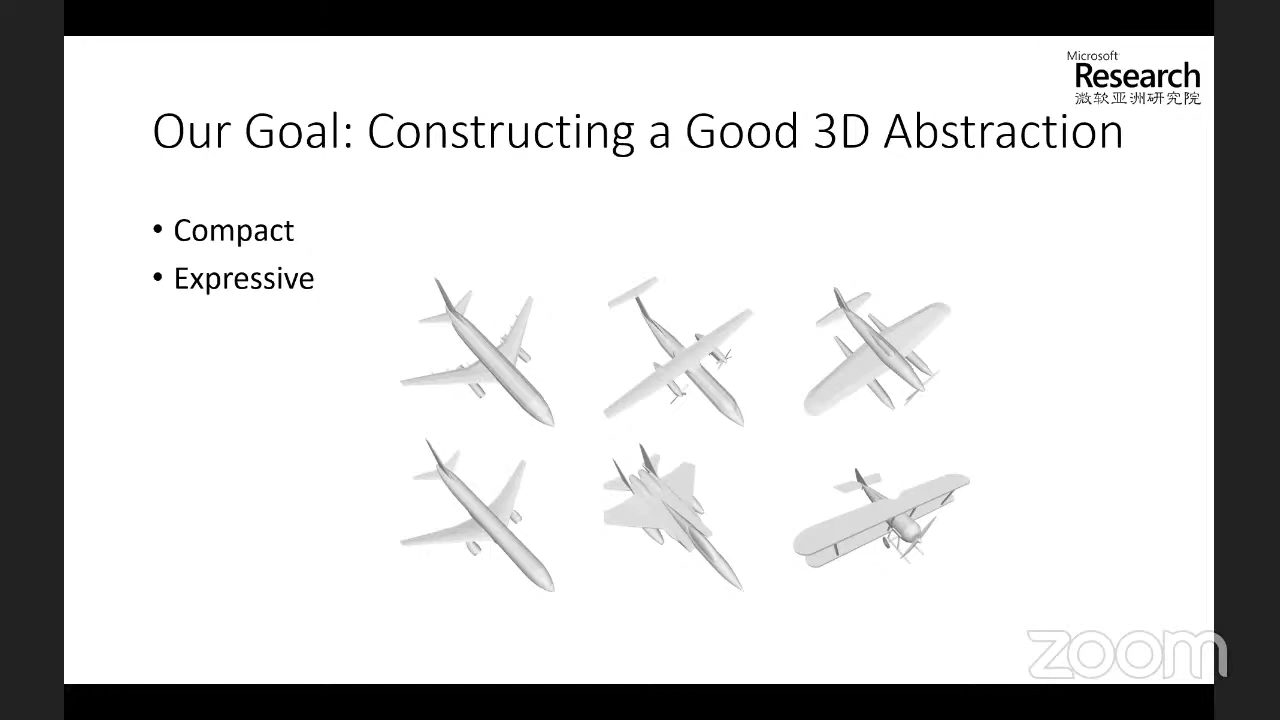 Microsoft
Research
微软亚洲研究院
Our Goal: Constructing a Good 3D Abstraction
• Compact
• Expressive
zoom